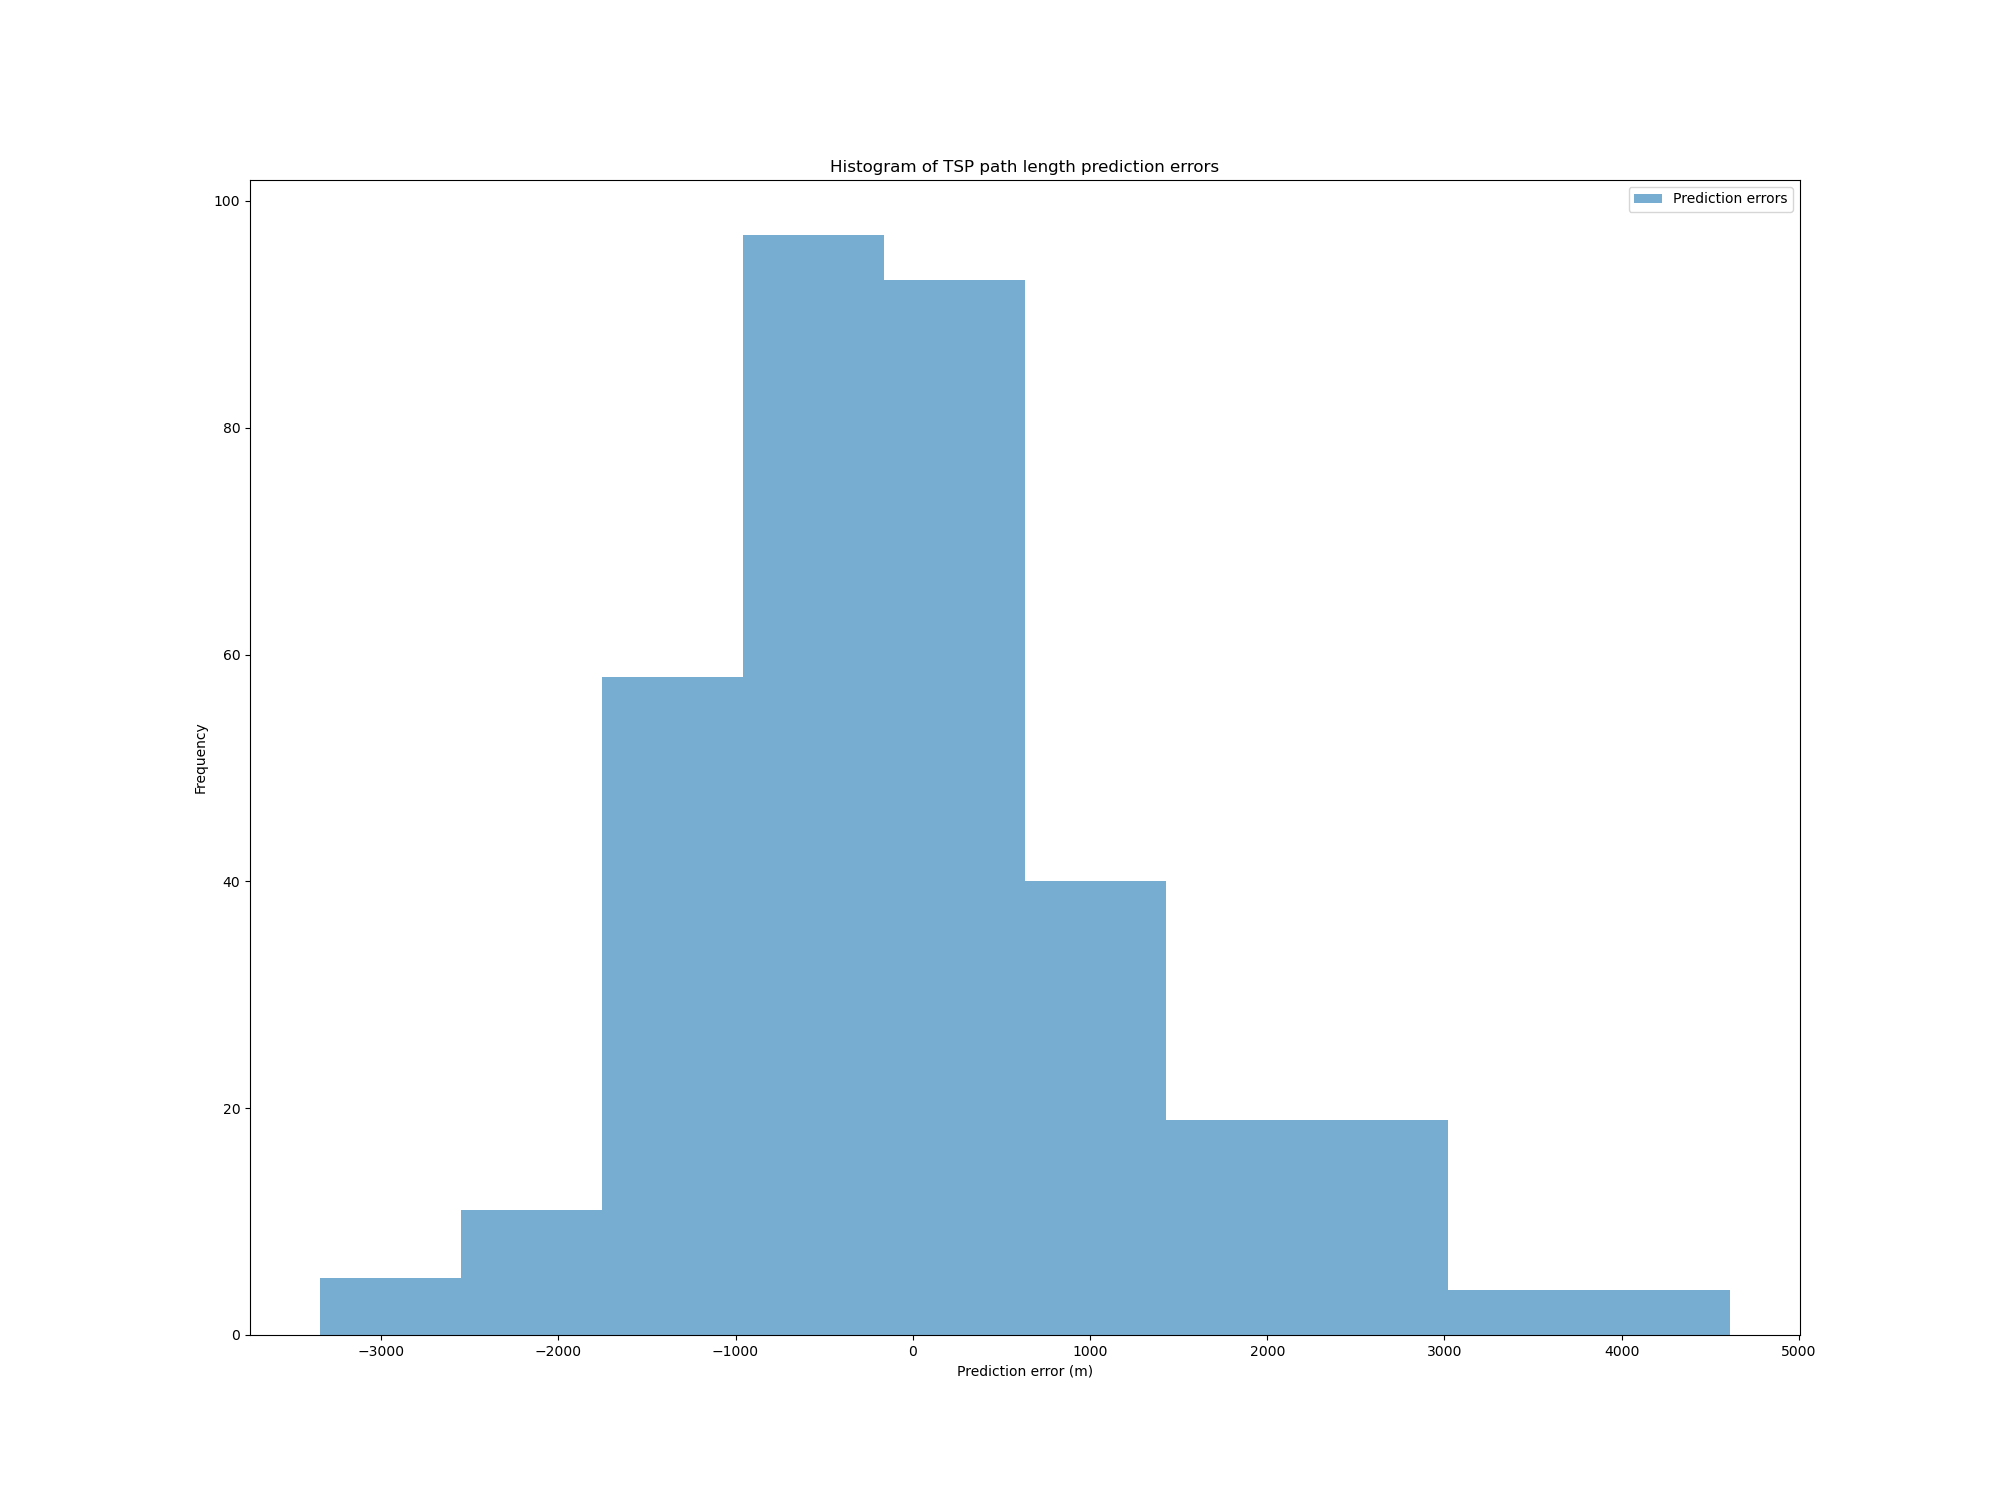 Histogram of TSP path length prediction errors
Prediction errors
100
80
60
40
20
0
Frequency
−3000 −2000 −1000 0 1000 2000 3000 4000 5000
Prediction error (m)